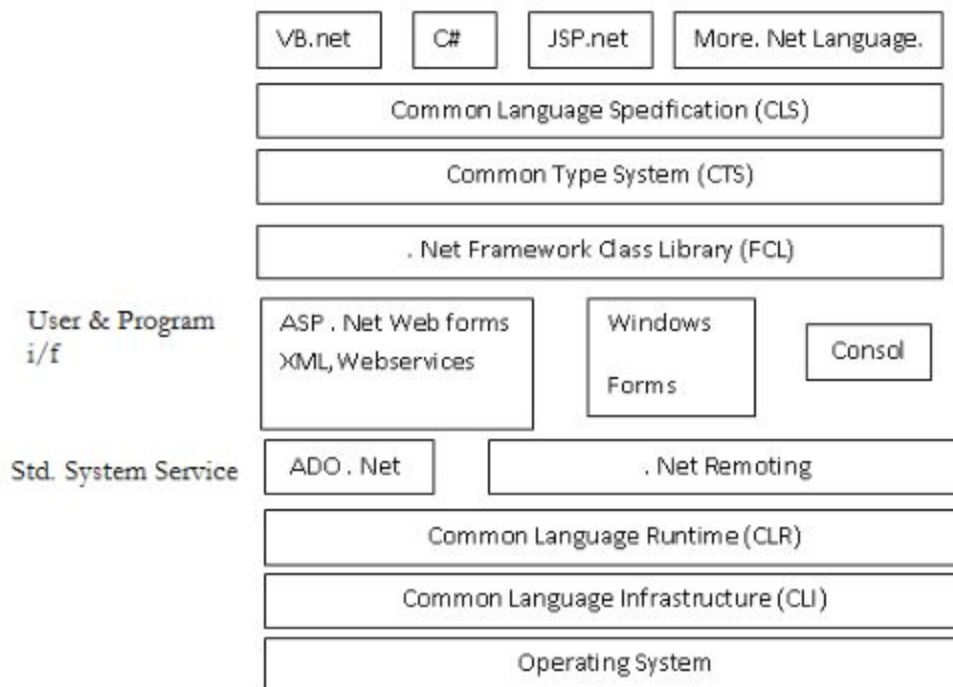 VB.net
C#
JSP.net
More. Net Language.
Common Language Specification (CLS)
Common Type System (CTS)
. Net Framework Class Library (FCL)
User & Program
i/f
ASP . Net Web forms
XML, Webservices
Windows
Forms
Consol
Std. System Service
ADO . Net
. Net Remoting
Common Language Runtime (CLR)
Common Language Infrastructure (CLI)
Operating System